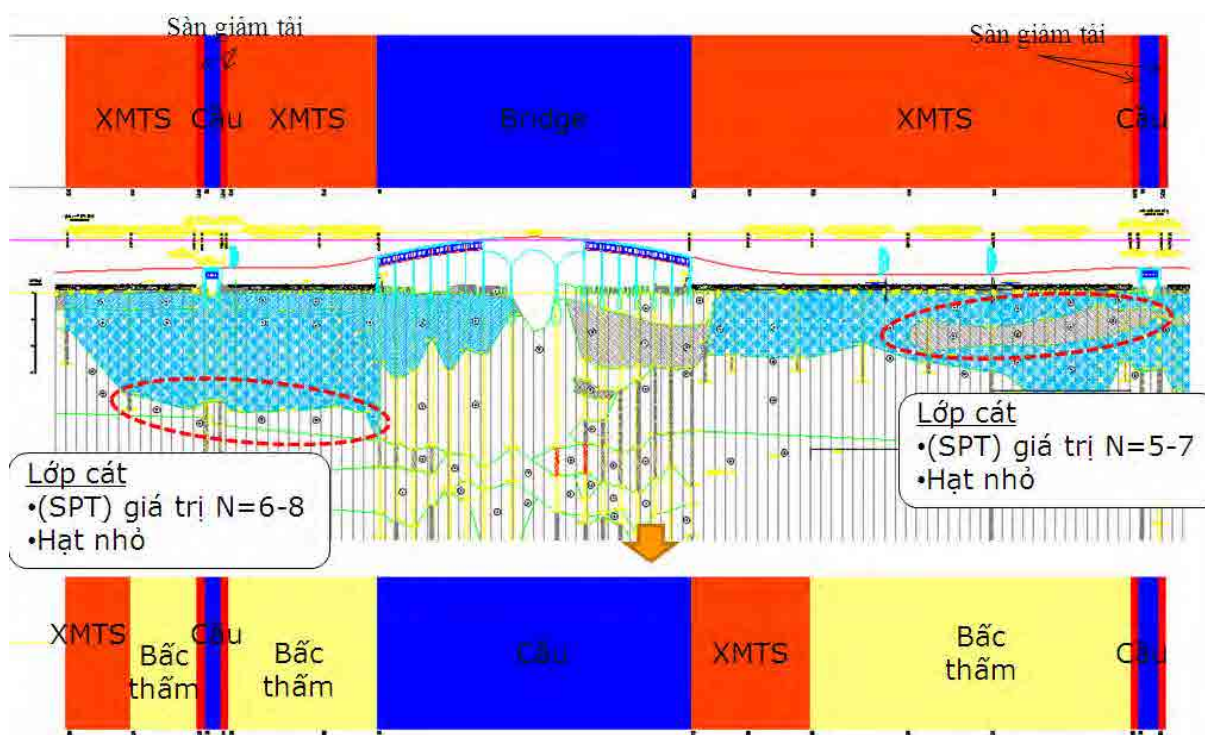 Sàn giảm tải
Sàn giảm tải
XMTS
Cầu
XMTS
Bridge
XMTS
Cầu
Lớp cát
•(SPT) giá trị N=6-8
•Hạt nhỏ
Lớp cát
•(SPT) giá trị N=5-7
•Hạt nhỏ
XMTS
Bấc
thấm
Cầu
Bấc
thấm
Cầu
XMTS
Bấc
thấm
Cầu